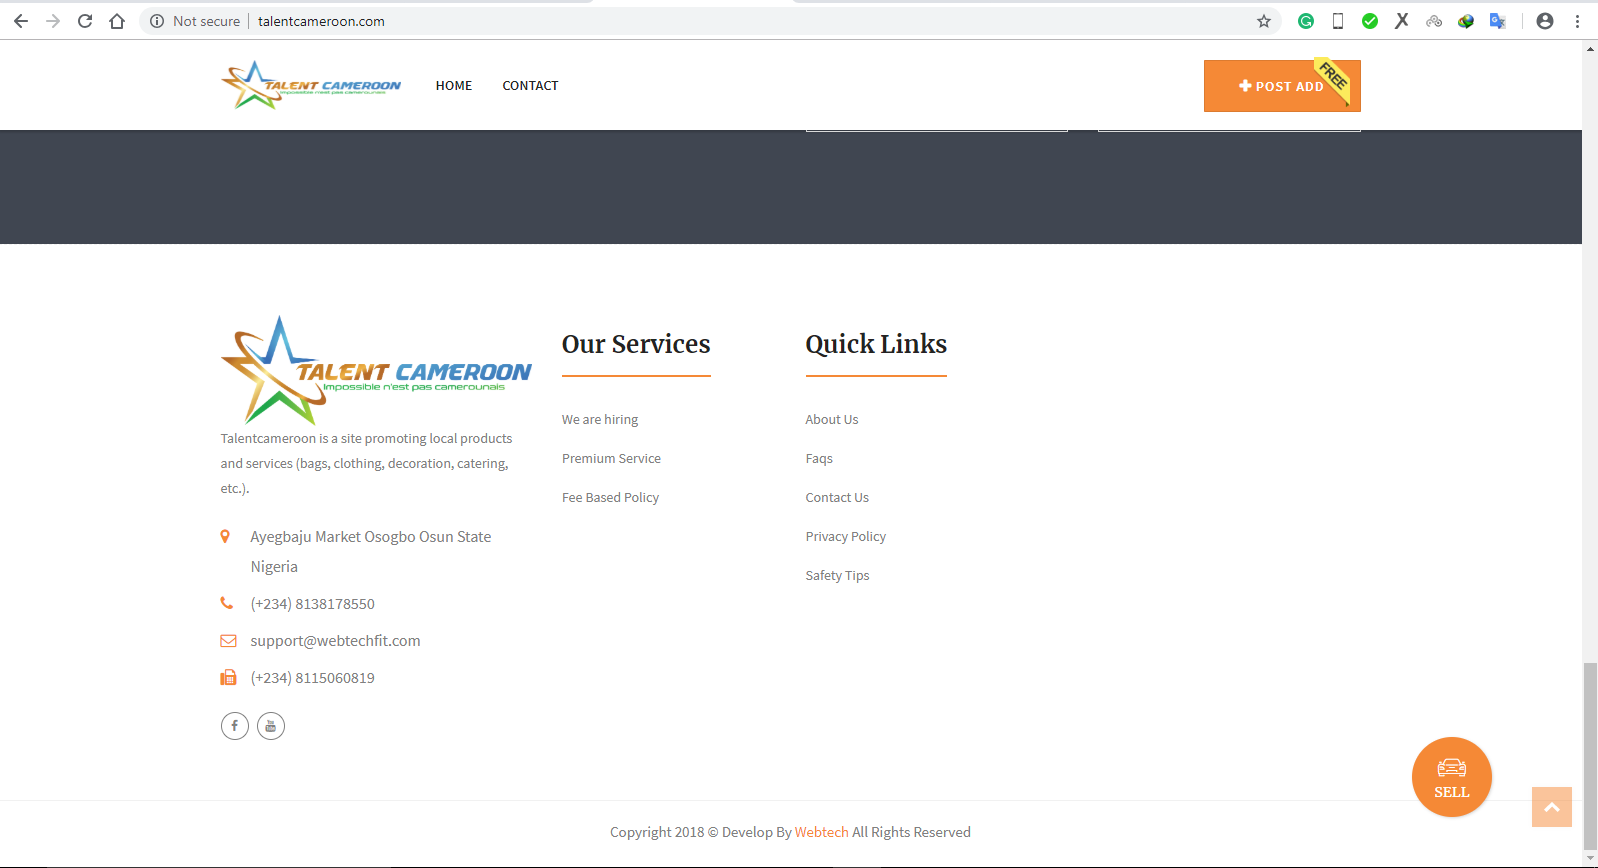 Not secure talentcameroon.com
TALENT CAMEROON
Impossible n'est pas camerounais
HOME CONTACT
POST ADD
FREE
TALENT CAMEROON
Impossible n'est pas camerounais
Talentcameroon is a site promoting local products
and services (bags, clothing, decoration, catering,
etc.).
Ayegbaju Market Osogbo Osun State
Nigeria
(+234) 8138178550
support@webtechfit.com
(+234) 8115060819
Our Services
We are hiring
Premium Service
Fee Based Policy
Quick Links
About Us
Faqs
Contact Us
Privacy Policy
Safety Tips
SELL
Copyright 2018 © Develop By Webtech All Rights Reserved